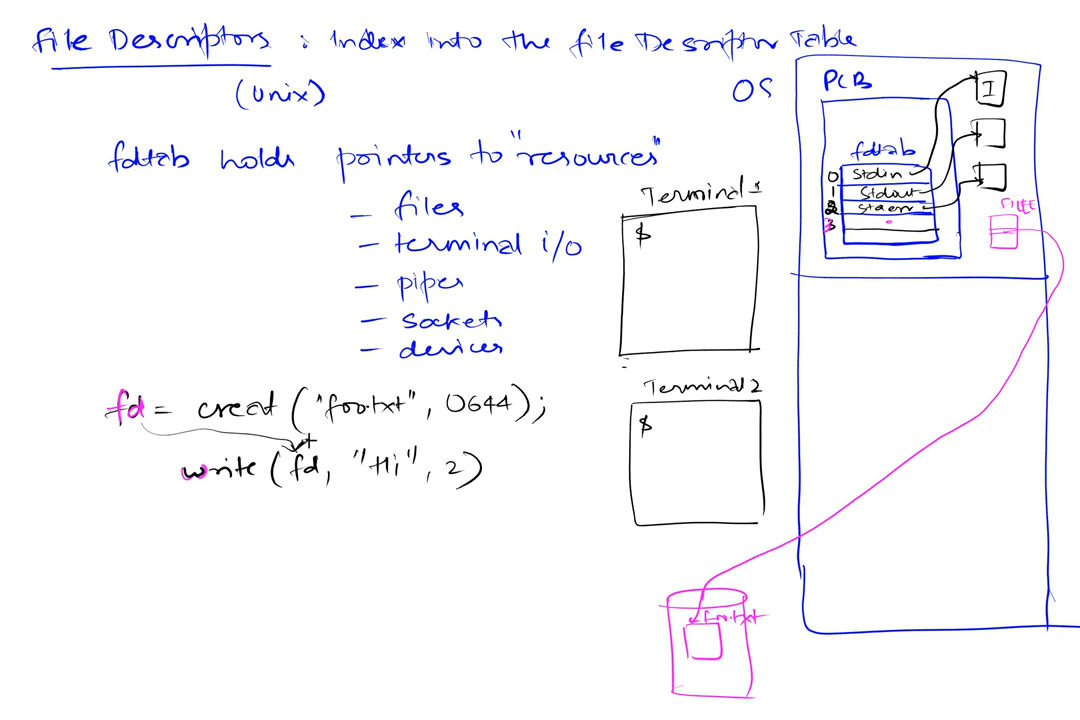 File Descriptors : Index into the file Descriptor Table
(Unix)
OS
PCB
fdtab holds pointers to "resources"
– files
– terminal i/o
– pipes
– sockets
– devices
fd = creat ("foo.txt", 0644);
write (fd, "Hi", 2)
Terminal 1
$
Terminal 2
$
fdtab
0 stdin
1 stdout
2 stderr
3
I
FILE
foo.txt